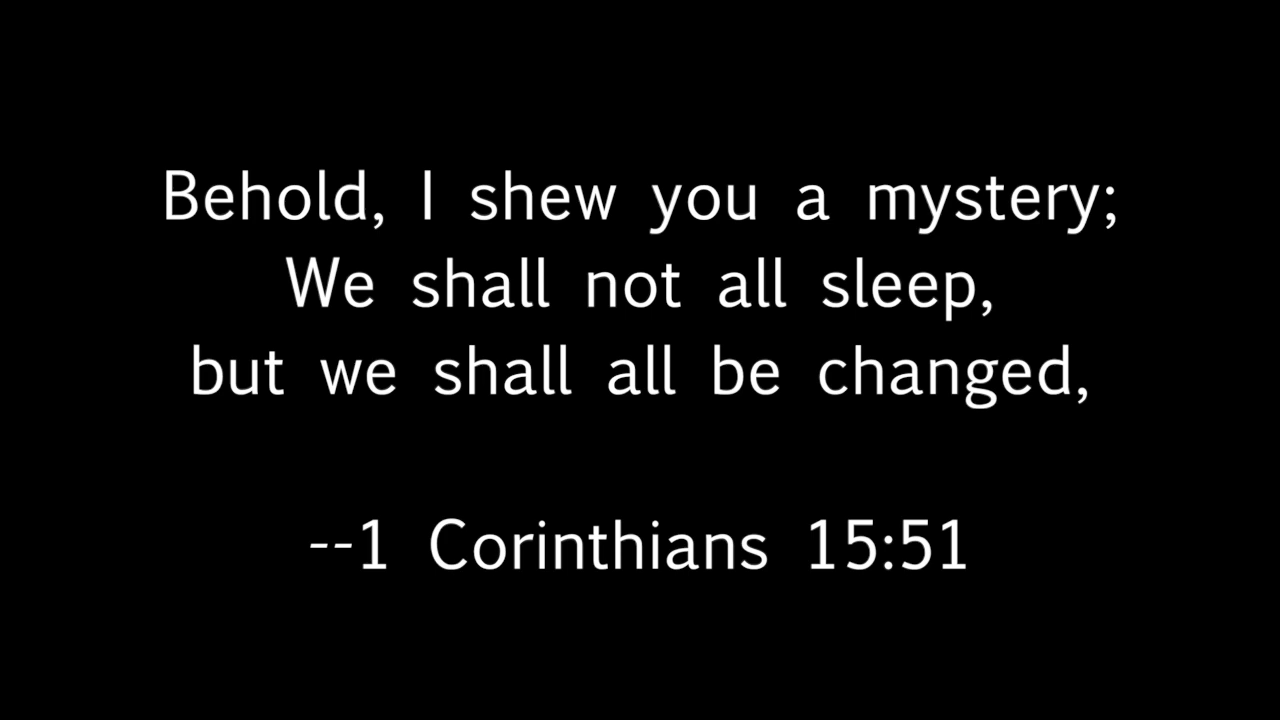 Behold, I shew you a mystery;
We shall not all sleep,
but we shall all be changed,
--1 Corinthians 15:51